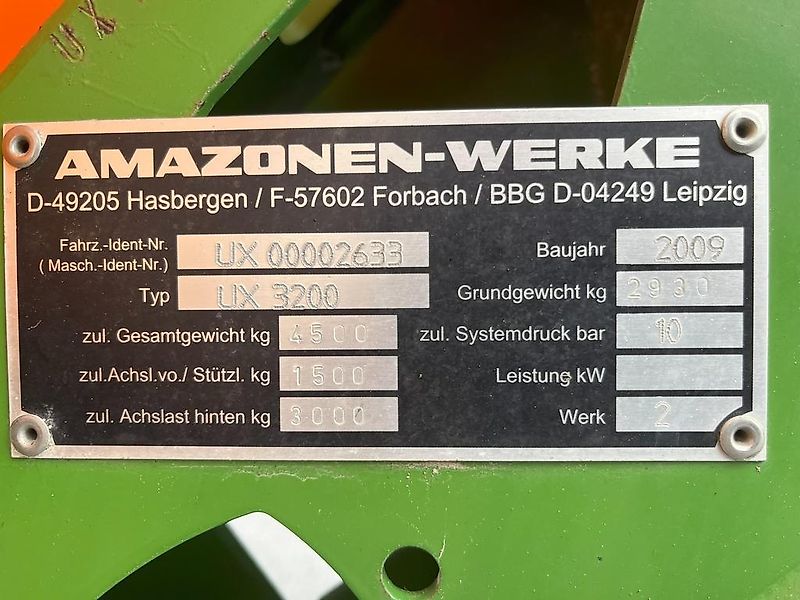 UX
AMAZONEN-WERKE
D-49205 Hasbergen / F-57602 Forbach / BBG D-04249 Leipzig
Fahrz.-Ident-Nr.
( Masch.-Ident-Nr.) UX 00002633
Baujahr 2009
Typ UX 3200
Grundgewicht kg 2930
zul. Gesamtgewicht kg 4500
zul. Systemdruck bar 10
zul.Achsl.vo./ Stützl. kg 1500
Leistung kW
zul. Achslast hinten kg 3000
Werk 2